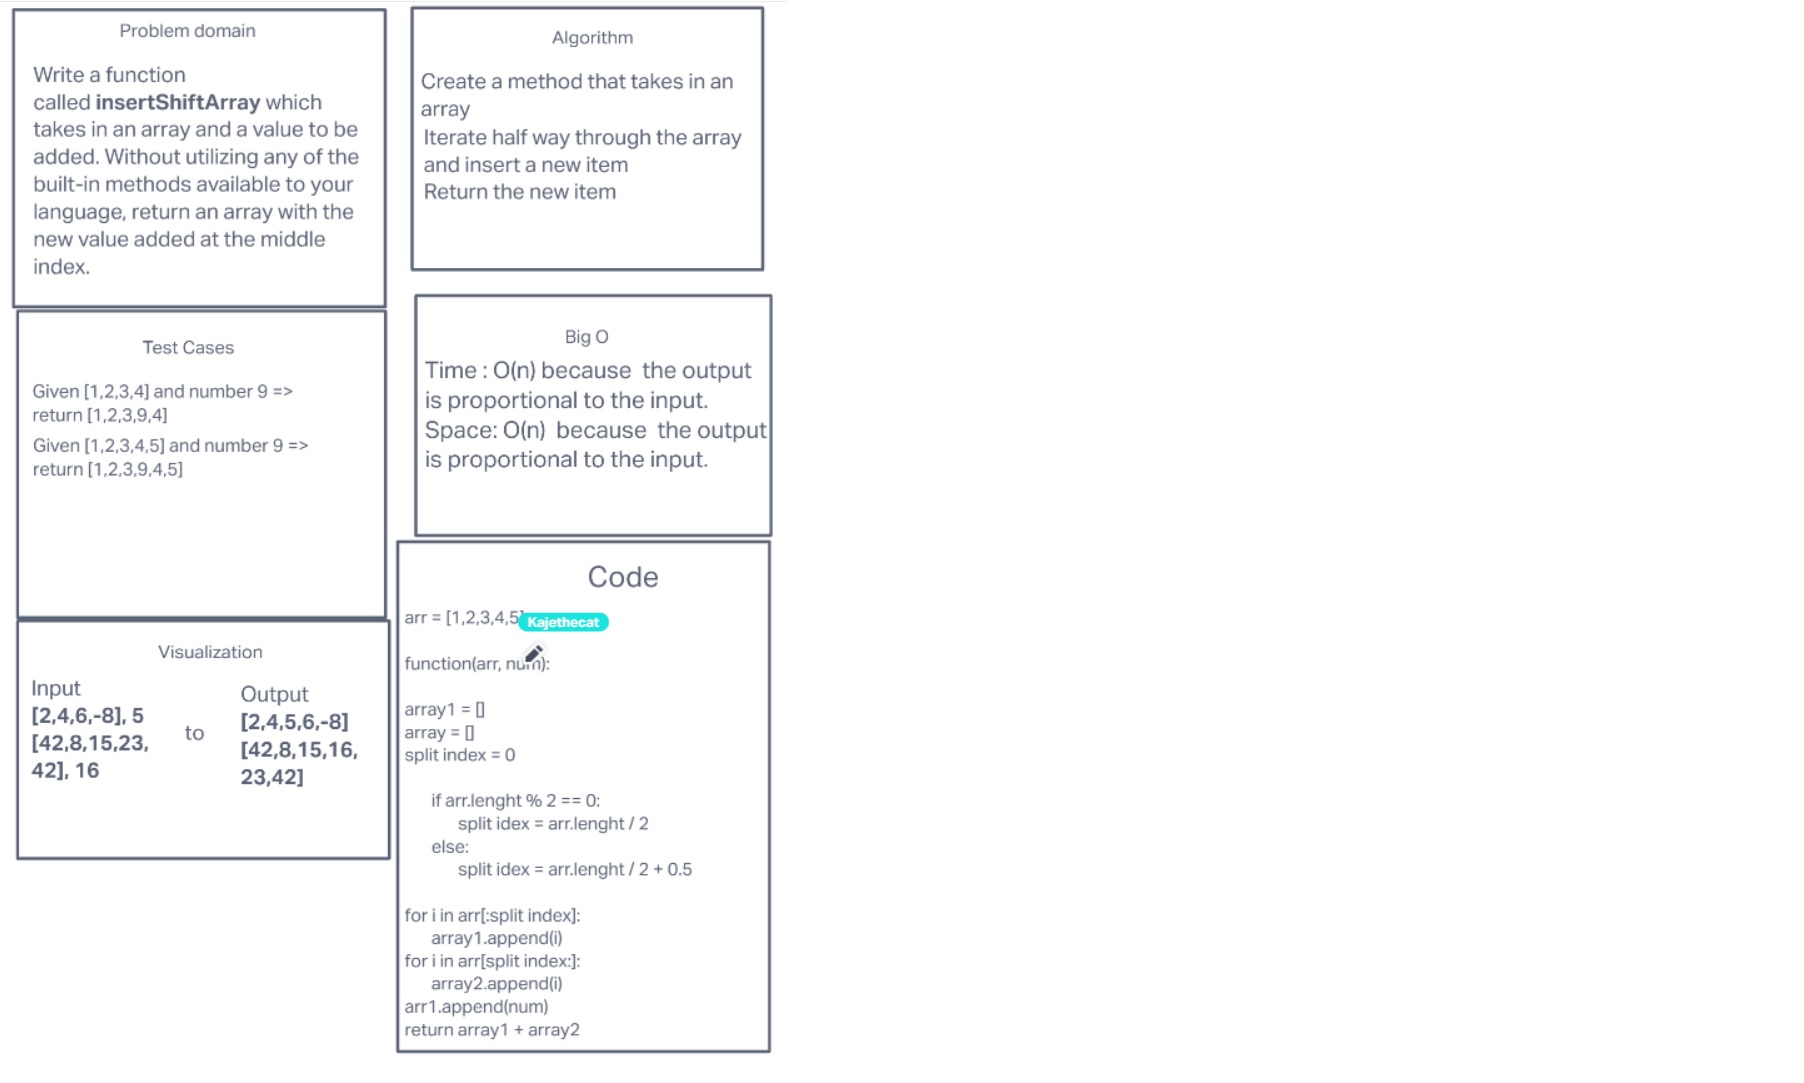 Problem domain
Write a function
called insertShiftArray which
takes in an array and a value to be
added. Without utilizing any of the
built-in methods available to your
language, return an array with the
new value added at the middle
index.
Algorithm
Create a method that takes in an
array
Iterate half way through the array
and insert a new item
Return the new item
Test Cases
Given [1,2,3,4] and number 9 =>
return [1,2,3,9,4]
Given [1,2,3,4,5] and number 9 =>
return [1,2,3,9,4,5]
Big O
Time : O(n) because the output
is proportional to the input.
Space: O(n) because the output
is proportional to the input.
Visualization
Input
[2,4,6,-8], 5
[42,8,15,23,
42], 16
to
Output
[2,4,5,6,-8]
[42,8,15,16,
23,42]
Code
arr = [1,2,3,4,5]
Kajethecat
function(arr, num):
array1 = []
array = []
split index = 0
if arr.lenght % 2 == 0:
split idex = arr.lenght / 2
else:
split idex = arr.lenght / 2 + 0.5
for i in arr[:split index]:
array1.append(i)
for i in arr[split index:]:
array2.append(i)
arr1.append(num)
return array1 + array2